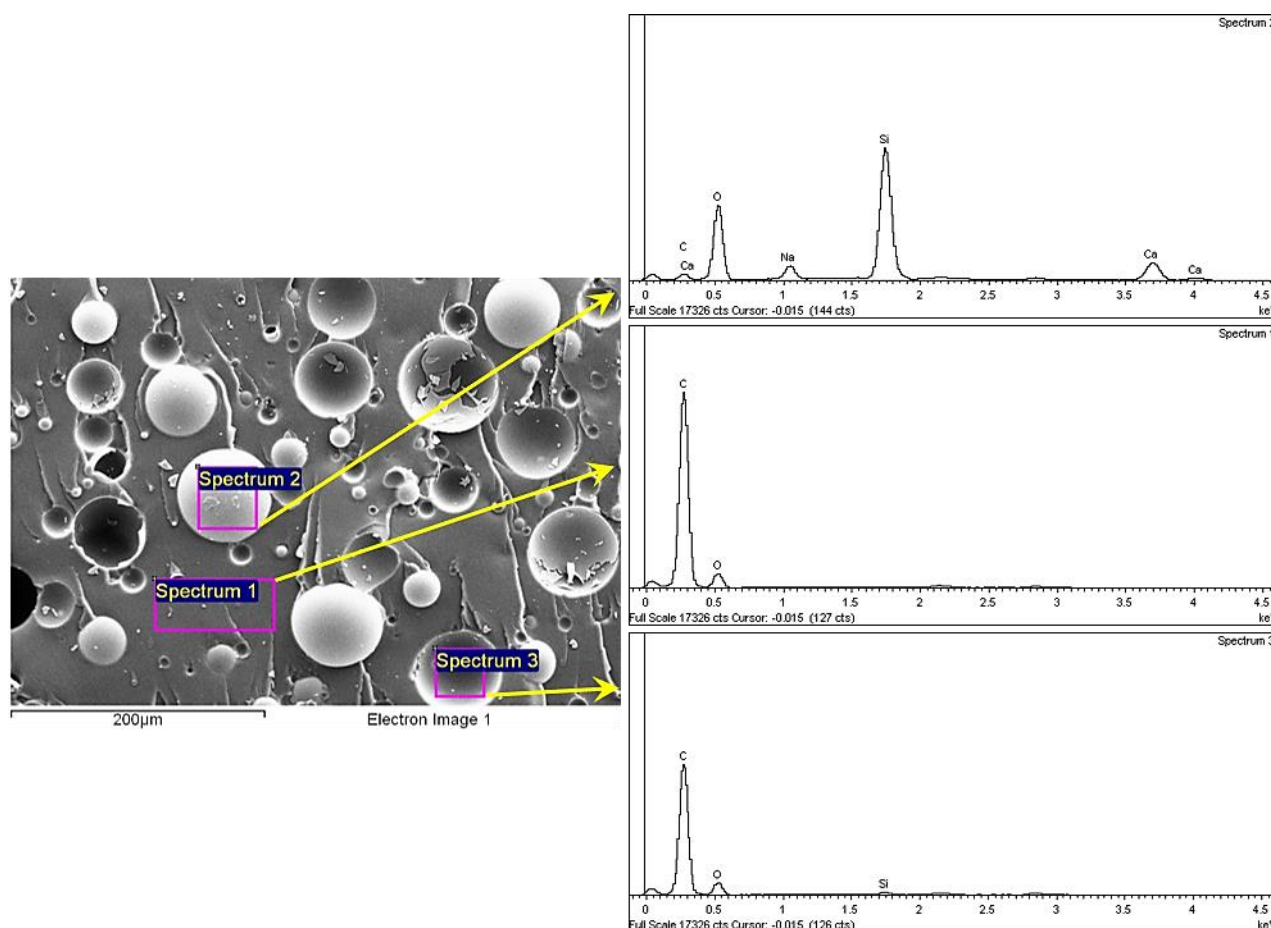 Spectrum 2
Spectrum 1
Spectrum 3
200µm
Electron Image 1
Spectrum
Si
O
C
Ca
Na
Ca
Ca
0 0.5 1 1.5 2 2.5 3 3.5 4 4.5
Full Scale 17326 cts Cursor: -0.015 (144 cts)
Spectrum
C
O
0 0.5 1 1.5 2 2.5 3 3.5 4 4.5
Full Scale 17326 cts Cursor: -0.015 (127 cts)
Spectrum 3
C
O
Si
0 0.5 1 1.5 2 2.5 3 3.5 4 4.5
Full Scale 17326 cts Cursor: -0.015 (126 cts)